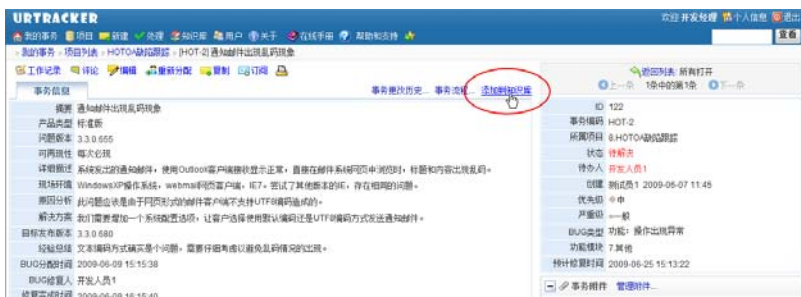 URTRACKER
欢迎 开发经理 个人信息 退出
我的事务 项目 新建 处理 知识库 用户 关于 在线手册 帮助和支持
查看
我的事务 > 项目列表 > HOTOA缺陷跟踪 > [HOT-2] 通知邮件出现乱码现象
工作记录 评论 编辑 重新分配 复制 订阅
返回列表: 所有打开
上一条 1条中的第1条 下一条
事务信息 事务更改历史... 事务流程... 添加到知识库
摘要 通知邮件出现乱码现象
产品类型 标准版
问题版本 3.3.0.655
可再现性 每次必现
详细描述 系统发出的通知邮件，使用Outlook客户端接收显示正常，直接在邮件系统网页中浏览时，标题和内容出现乱码。
现场环境 WindowsXP操作系统，webmail网页客户端，IE7。尝试了其他版本的IE，存在相同的问题。
原因分析 此问题应该是由于网页形式的邮件客户端不支持UTF8编码造成的。
解决方案 我们需要增加一个系统配置选项，让客户选择使用默认编码还是UTF8编码方式发送通知邮件。
目标发布版本 3.3.0.680
经验总结 文本编码方式确实是个问题，需要仔细考虑以避免乱码情况的出现。
BUG分配时间 2009-06-09 15:15:38
BUG修复人 开发人员1
修复完成时间 2009-06-09 16:15:40
ID 122
事务编码 HOT-2
所属项目 8.HOTOA缺陷跟踪
状态 待解决
待办人 开发人员1
创建 测试员1 2009-06-07 11:45
优先级 中
严重级 一般
BUG类型 功能：操作出现异常
功能模块 7.其他
预计修复时间 2009-06-25 15:13:22
事务附件 管理附件...